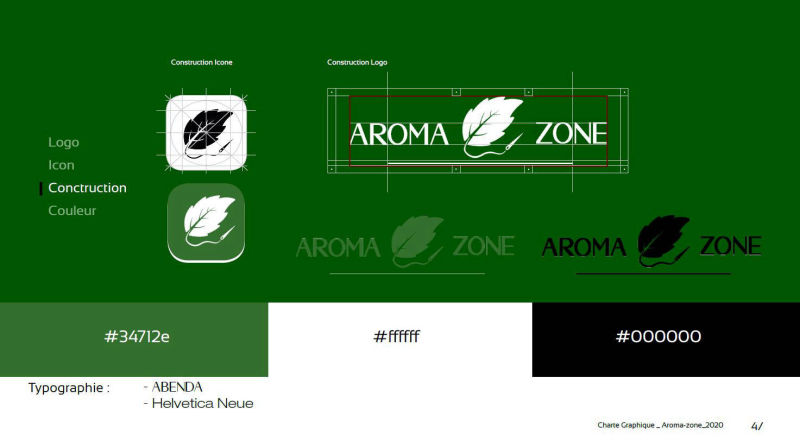 Construction Icone
Construction Logo
AROMA ZONE
Logo
Icon
Construction
Couleur
AROMA ZONE
AROMA ZONE
#34712e
#ffffff
#000000
Typographie :
- ABENDA
- Helvetica Neue
Charte Graphique _ Aroma-zone_2020
4/